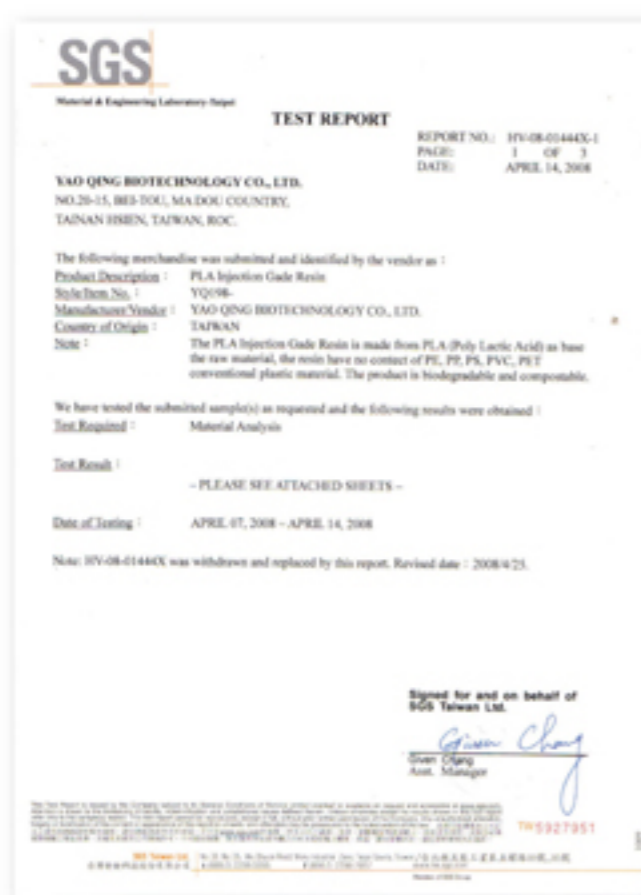 SGS
Material & Engineering Laboratory-Taipei
TEST REPORT
REPORT NO.: HV-08-01444X-1
PAGE: 1 OF 3
DATE: APRIL 14, 2008
YAO QING BIOTECHNOLOGY CO., LTD.
NO.20-15, BEI-TOU, MA DOU COUNTRY,
TAINAN HSIEN, TAIWAN, ROC.
The following merchandise was submitted and identified by the vendor as :
Product Description : PLA Injection Gade Resin
Style/Item No. : YQ198-
Manufacturer/Vendor : YAO QING BIOTECHNOLOGY CO., LTD.
Country of Origin : TAIWAN
Note : The PLA Injection Gade Resin is made from PLA (Poly Lactic Acid) as base
the raw material, the resin have no contect of PE, PP, PS, PVC, PET
conventional plastic material. The product is biodegradable and compostable.
We have tested the submitted sample(s) as requested and the following results were obtained :
Test Required : Material Analysis
Test Result :
– PLEASE SEE ATTACHED SHEETS –
Date of Testing : APRIL 07, 2008 – APRIL 14, 2008
Note: HV-08-01444X was withdrawn and replaced by this report. Revised date : 2008/4/25.
Signed for and on behalf of
SGS Taiwan Ltd.
Given Chang
Given Chang
Asst. Manager
TW5927951
SGS Taiwan Ltd.